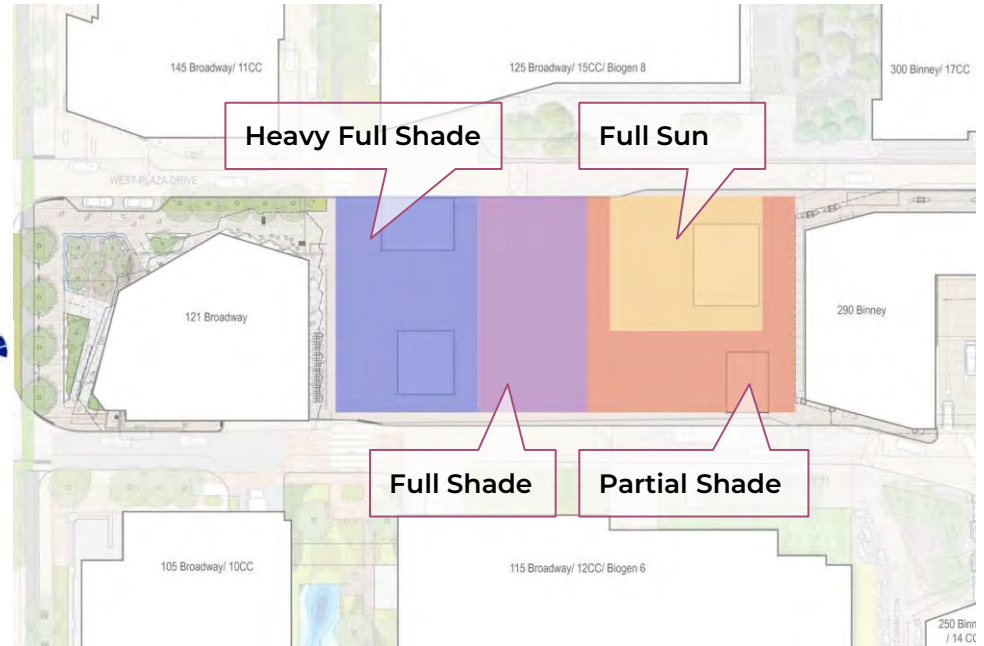 145 Broadway/ 11CC
125 Broadway/ 15CC/ Biogen 8
300 Binney/ 17CC
Heavy Full Shade
Full Sun
WEST PLAZA DRIVE
121 Broadway
290 Binney
Full Shade
Partial Shade
105 Broadway/ 10CC
115 Broadway/ 12CC/ Biogen 6
250 Binn
/ 14 CC